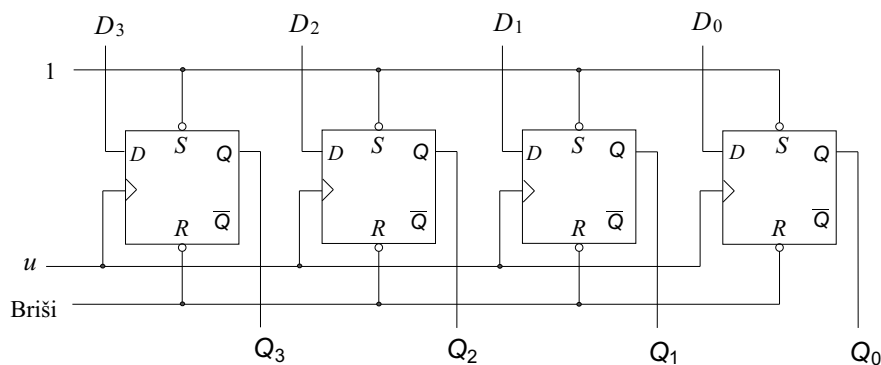 D₃ D₂ D₁ D₀
1
D S Q D S Q D S Q D S Q
Q̅ Q̅ Q̅ Q̅
R R R R
u
Briši
Q₃ Q₂ Q₁ Q₀